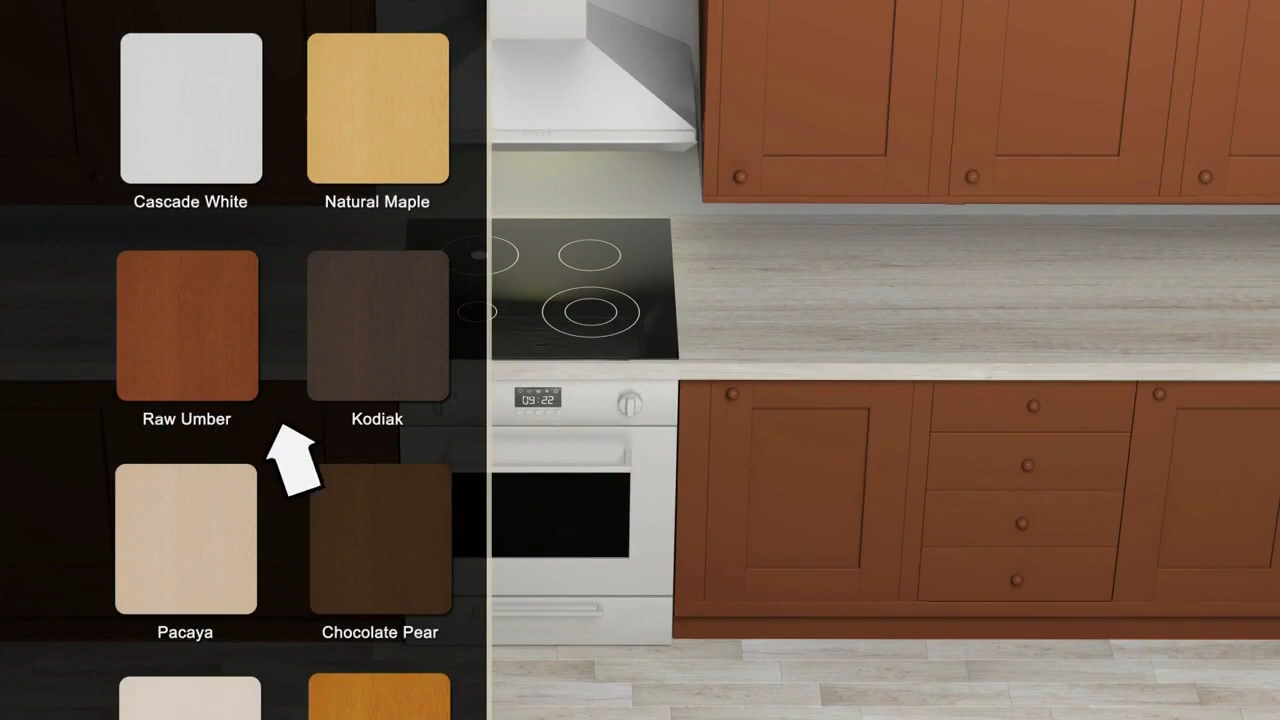 Cascade White
Natural Maple
Raw Umber
Kodiak
Pacaya
Chocolate Pear
09:22